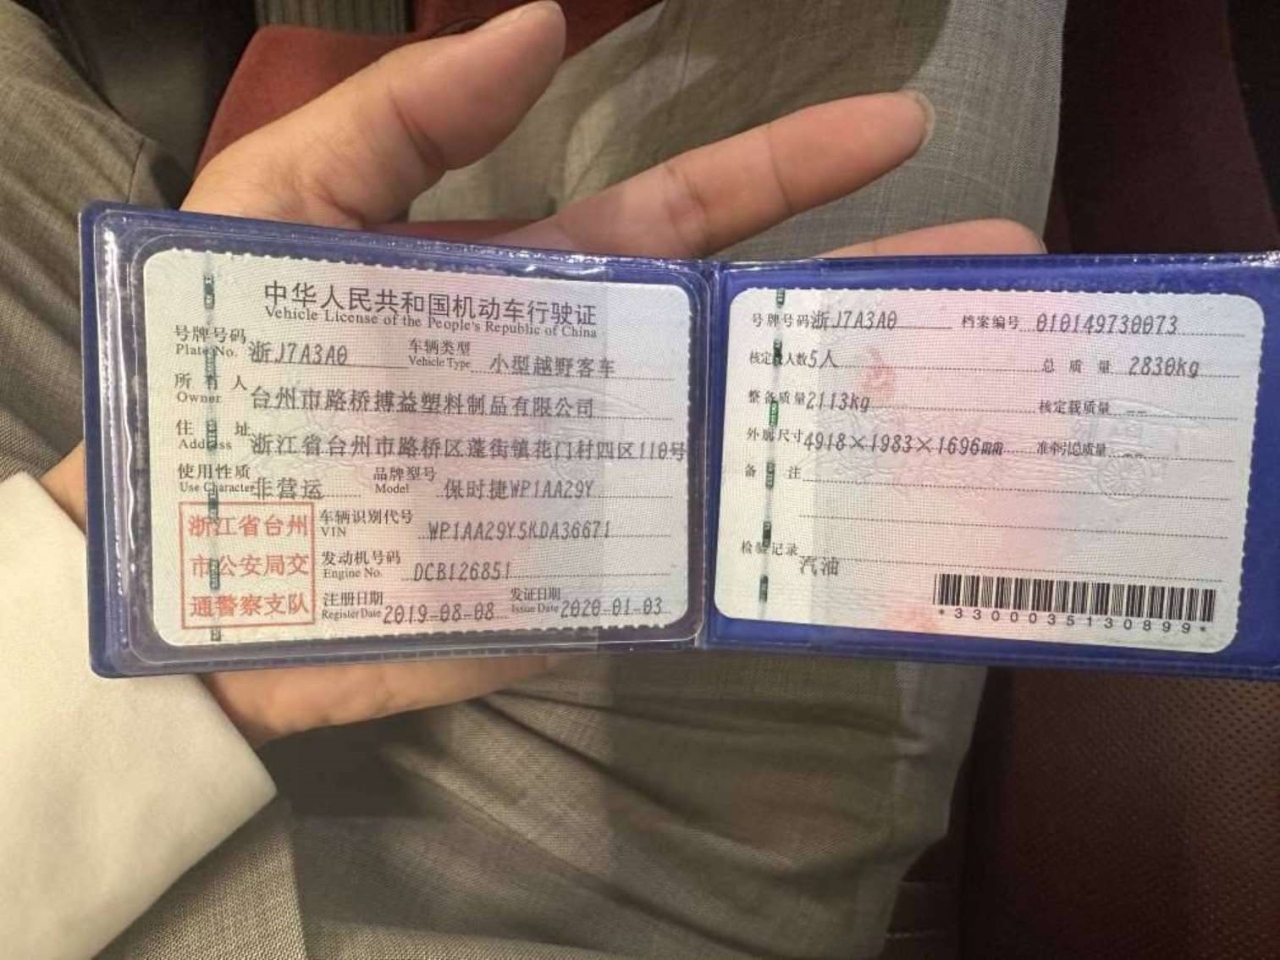 中华人民共和国机动车行驶证
Vehicle License of the People's Republic of China
号牌号码 浙J7A3A0 车辆类型 小型越野客车
Plate No. Vehicle Type
所有人 台州市路桥搏益塑料制品有限公司
Owner
住址 浙江省台州市路桥区蓬街镇花门村四区110号
Address
使用性质 非营运 品牌型号 保时捷WP1AA29Y
Use Character Model
浙江省台州
市公安局交
通警察支队
车辆识别代号 WP1AA29Y5KDA36671
VIN
发动机号码 DCB126851
Engine No.
注册日期 2019-08-08 发证日期 2020-01-03
Register Date Issue Date
号牌号码 浙J7A3A0 档案编号 010149730073
核定载人数 5人 总质量 2830kg
整备质量 2113kg 核定载质量 --
外廓尺寸 4918×1983×1696mm 准牵引总质量 --
备注
检验记录
汽油
*3300035130899*